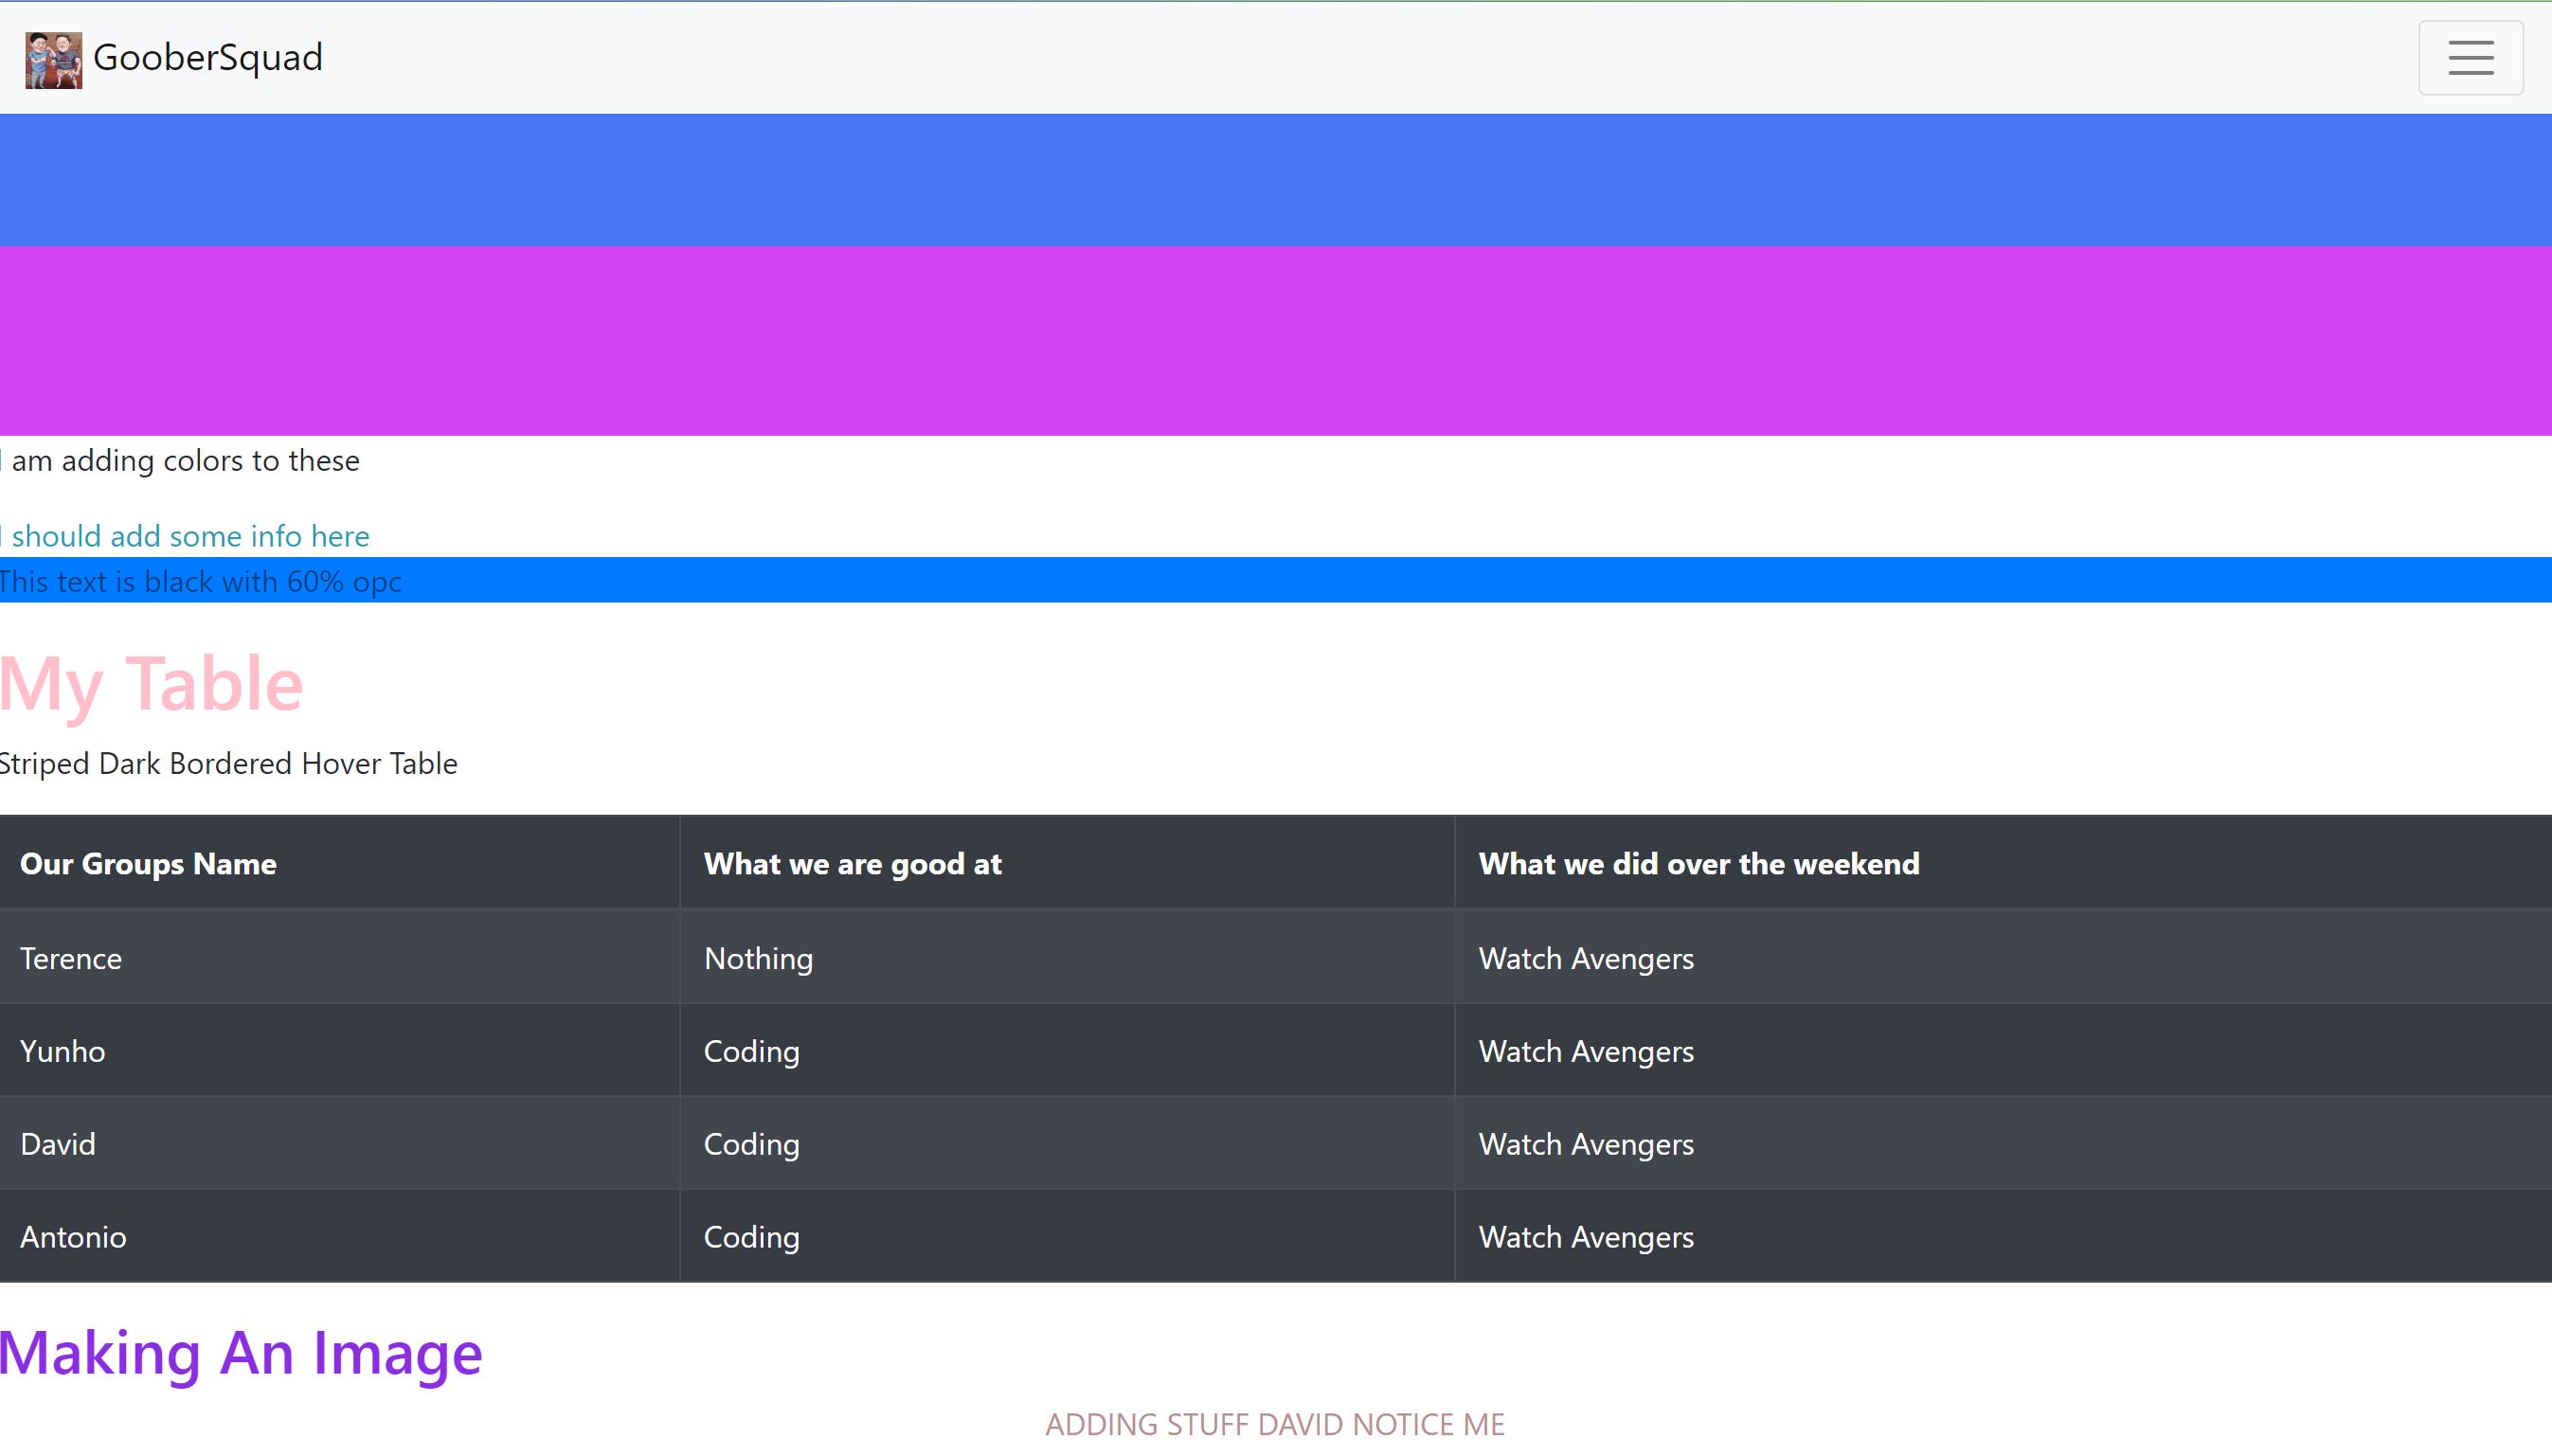 GooberSquad
I am adding colors to these
I should add some info here
This text is black with 60% opc
My Table
Striped Dark Bordered Hover Table
Our Groups Name What we are good at What we did over the weekend
Terence Nothing Watch Avengers
Yunho Coding Watch Avengers
David Coding Watch Avengers
Antonio Coding Watch Avengers
Making An Image
ADDING STUFF DAVID NOTICE ME